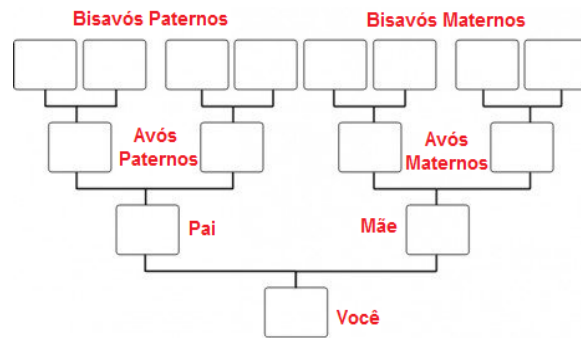 Bisavós Paternos
Bisavós Maternos
Avós
Paternos
Avós
Maternos
Pai
Mãe
Você